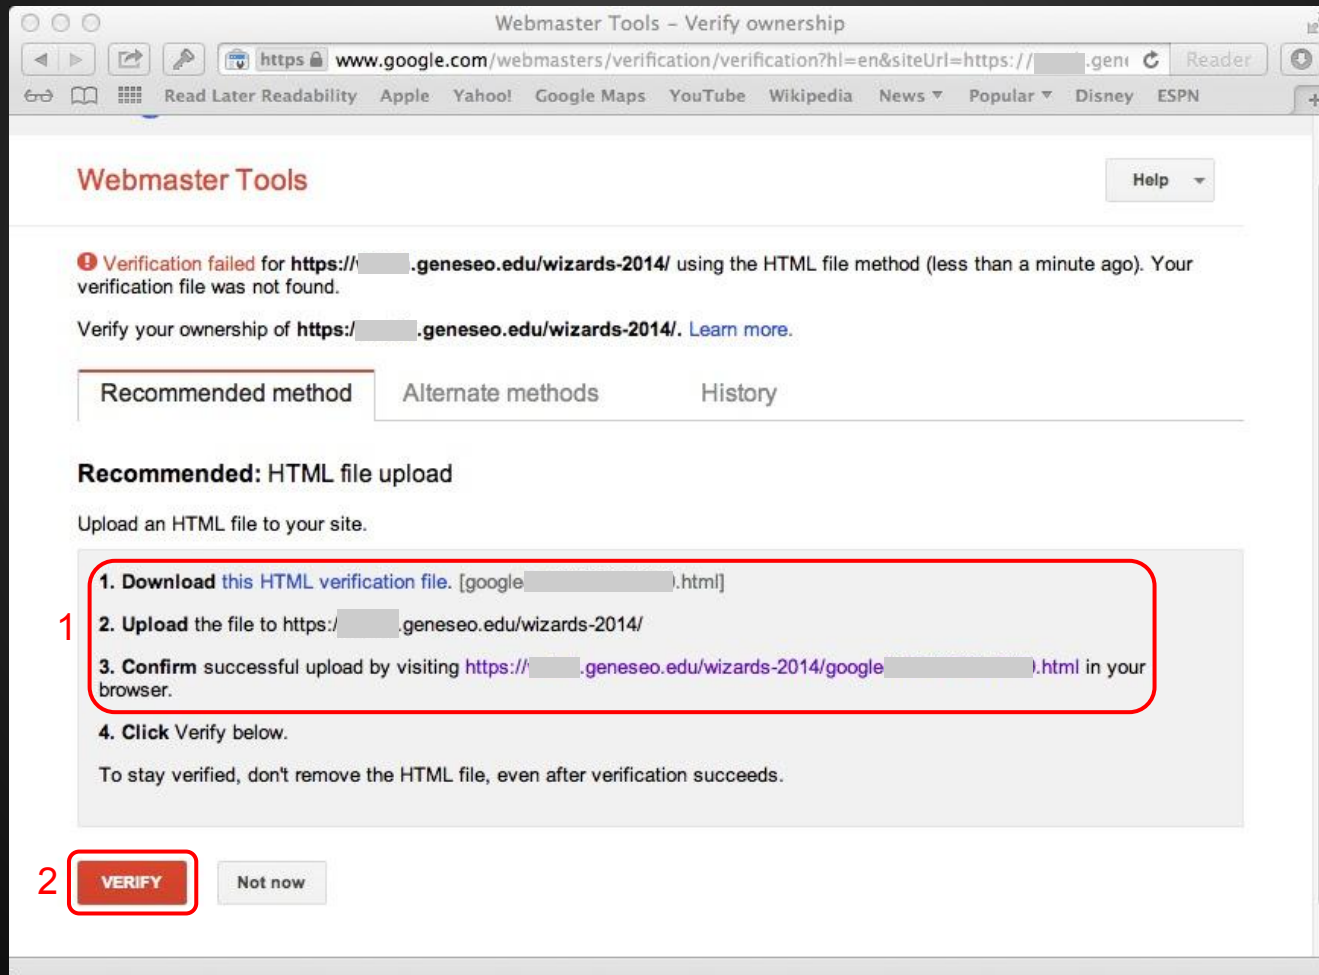 Webmaster Tools – Verify ownership
https www.google.com/webmasters/verification/verification?hl=en&siteUrl=https:// .gen Reader
Read Later Readability Apple Yahoo! Google Maps YouTube Wikipedia News Popular Disney ESPN
Webmaster Tools
Help
Verification failed for https:// .geneseo.edu/wizards-2014/ using the HTML file method (less than a minute ago). Your
verification file was not found.
Verify your ownership of https:/ .geneseo.edu/wizards-2014/. Learn more.
Recommended method Alternate methods History
Recommended: HTML file upload
Upload an HTML file to your site.
1
1. Download this HTML verification file. [google .html]
2. Upload the file to https:/ .geneseo.edu/wizards-2014/
3. Confirm successful upload by visiting https:// .geneseo.edu/wizards-2014/google .html in your
browser.
4. Click Verify below.
To stay verified, don't remove the HTML file, even after verification succeeds.
2 VERIFY Not now